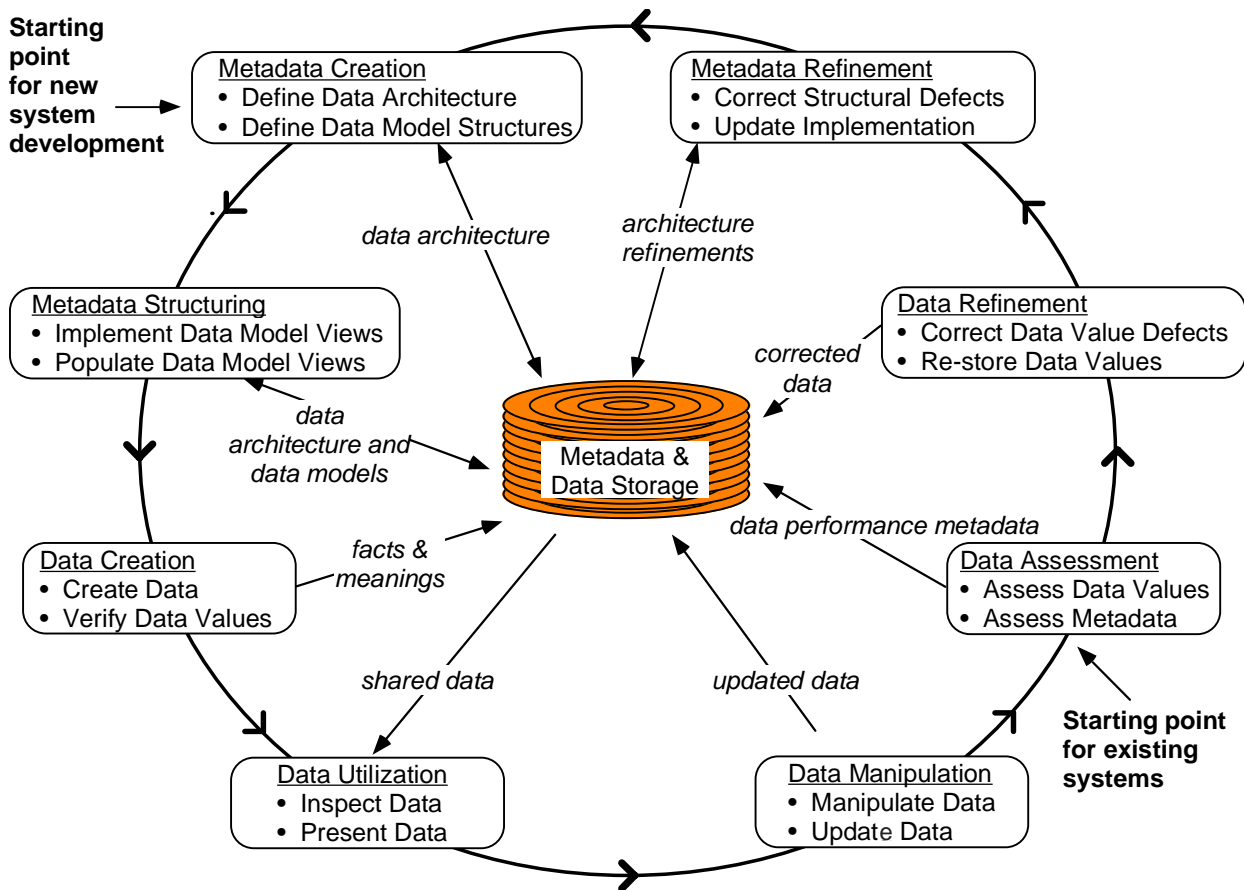 Starting
point
for new
system
development
Metadata Creation
• Define Data Architecture
• Define Data Model Structures
Metadata Refinement
• Correct Structural Defects
• Update Implementation
data architecture
architecture
refinements
Metadata Structuring
• Implement Data Model Views
• Populate Data Model Views
Data Refinement
• Correct Data Value Defects
• Re-store Data Values
corrected
data
data
architecture and
data models
Metadata &
Data Storage
data performance metadata
Data Creation
• Create Data
• Verify Data Values
facts &
meanings
Data Assessment
• Assess Data Values
• Assess Metadata
shared data
updated data
Starting point
for existing
systems
Data Utilization
• Inspect Data
• Present Data
Data Manipulation
• Manipulate Data
• Update Data